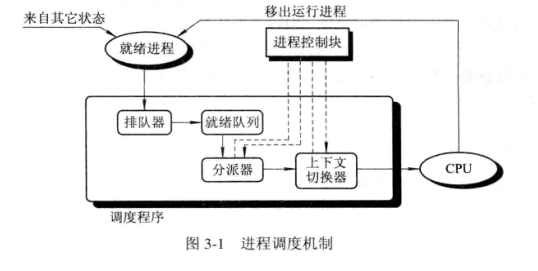 移出运行进程
来自其它状态
就绪进程
进程控制块
排队器
就绪队列
分派器
上下文
切换器
CPU
调度程序
图 3-1 进程调度机制